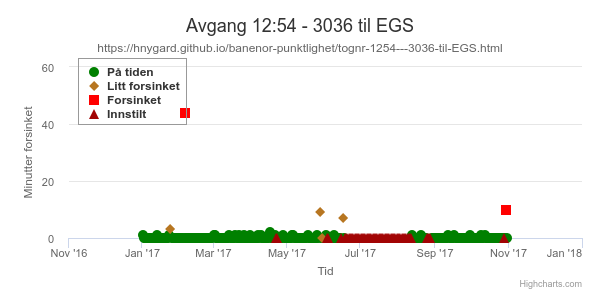 Avgang 12:54 - 3036 til EGS
https://hnygard.github.io/banenor-punktlighet/tognr-1254---3036-til-EGS.html
Minutter forsinket
60
40
20
0
På tiden
Litt forsinket
Forsinket
Innstilt
Nov '16 Jan '17 Mar '17 May '17 Jul '17 Sep '17 Nov '17 Jan '18
Tid
Highcharts.com